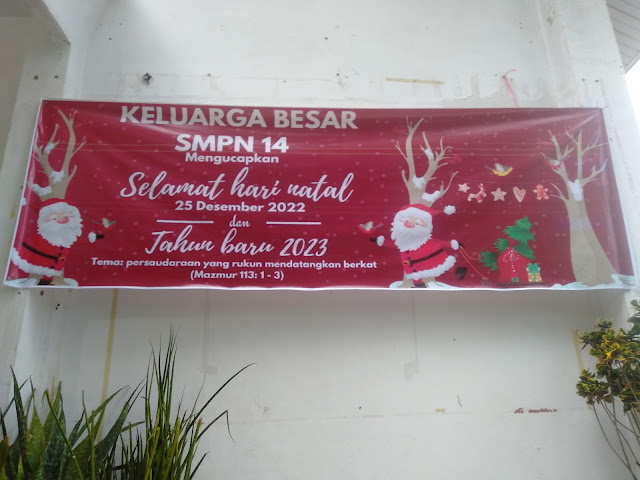 KELUARGA BESAR
SMPN 14
Mengucapkan
Selamat hari natal
25 Desember 2022
dan
Tahun baru 2023
Tema: persaudaraan yang rukun mendatangkan berkat
(Mazmur 113: 1 - 3)